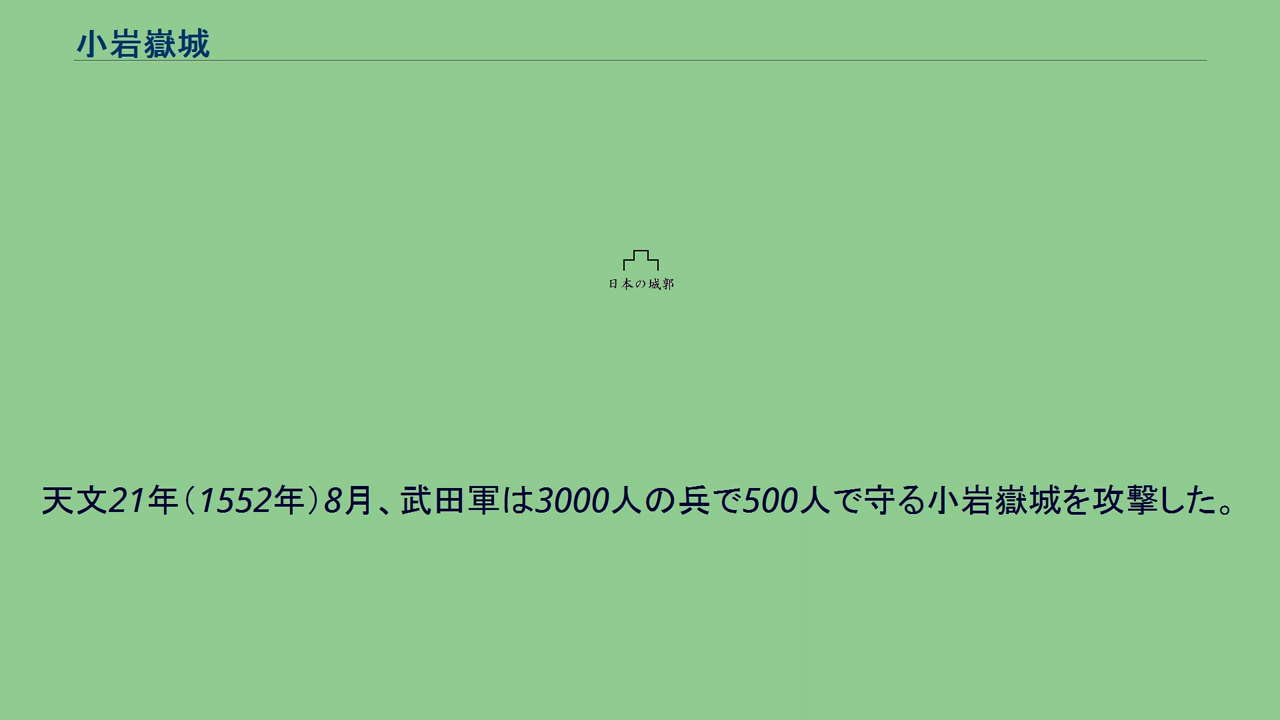 小岩嶽城
日本の城郭
天文21年（1552年）8月、武田軍は3000人の兵で500人で守る小岩嶽城を攻撃した。